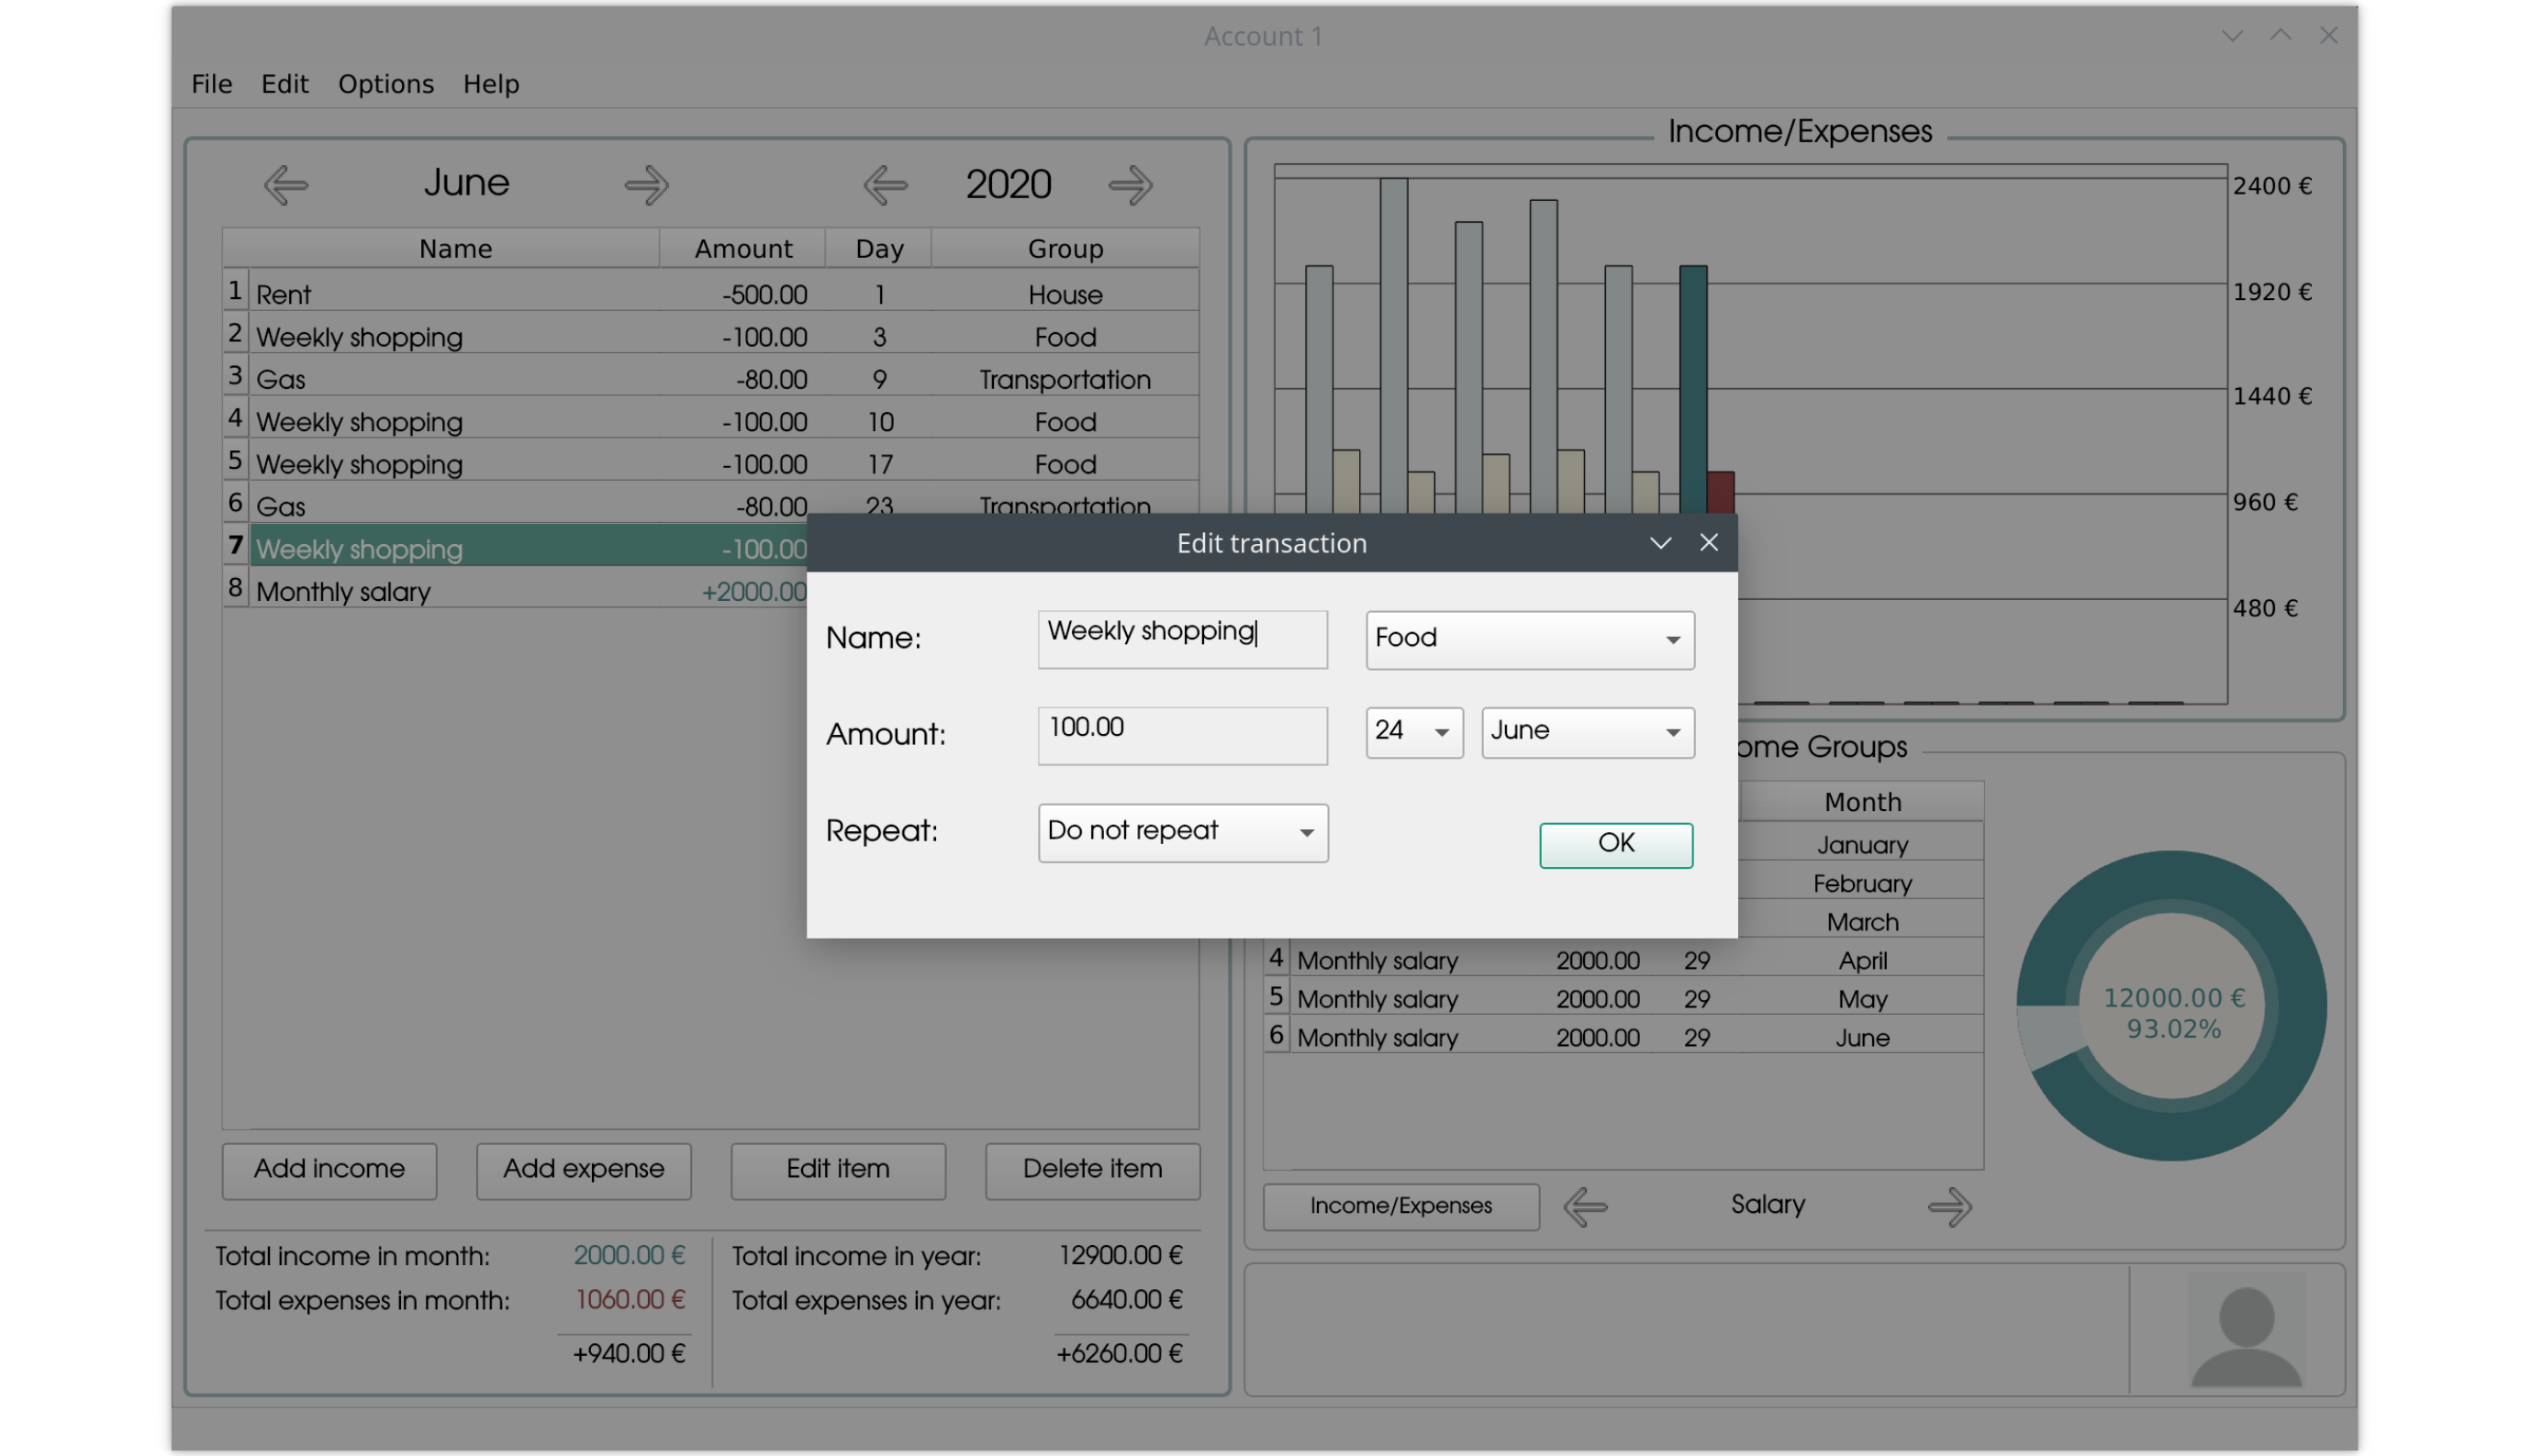 Account 1
File Edit Options Help
June 2020
Name Amount Day Group
1 Rent -500.00 1 House
2 Weekly shopping -100.00 3 Food
3 Gas -80.00 9 Transportation
4 Weekly shopping -100.00 10 Food
5 Weekly shopping -100.00 17 Food
6 Gas -80.00 23 Transportation
7 Weekly shopping -100.00
8 Monthly salary +2000.00
Add income Add expense Edit item Delete item
Total income in month: 2000.00 €
Total expenses in month: 1060.00 €
+940.00 €
Total income in year: 12900.00 €
Total expenses in year: 6640.00 €
+6260.00 €
Income/Expenses
2400 €
1920 €
1440 €
960 €
480 €
Edit transaction
Name: Weekly shopping Food
Amount: 100.00 24 June
Repeat: Do not repeat
OK
ome Groups
Month
January
February
March
4 Monthly salary 2000.00 29 April
5 Monthly salary 2000.00 29 May
6 Monthly salary 2000.00 29 June
12000.00 €
93.02%
Income/Expenses Salary